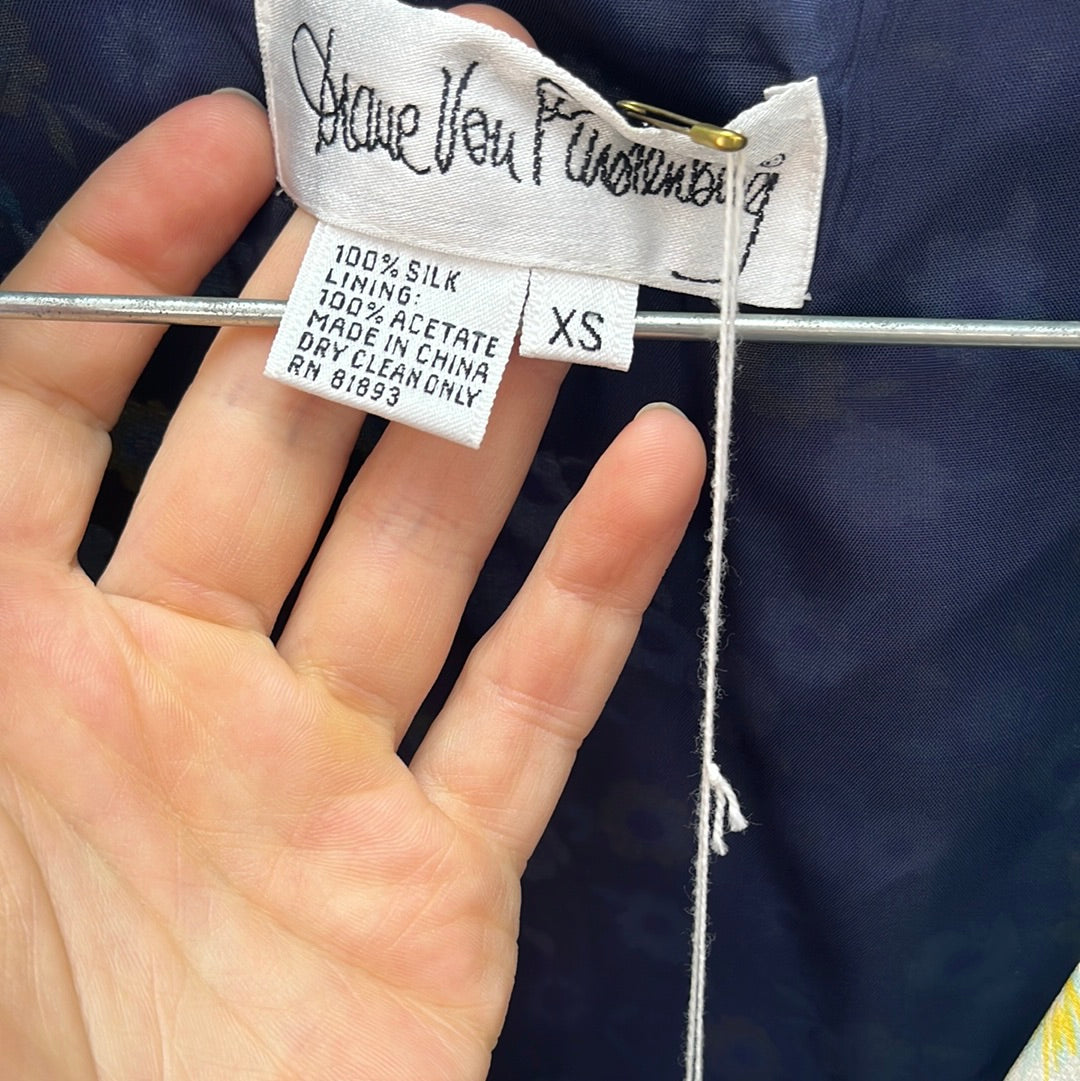 Diane Von Furstenberg
100% SILK
LINING:
100% ACETATE
MADE IN CHINA
DRY CLEAN ONLY
RN 81893
XS